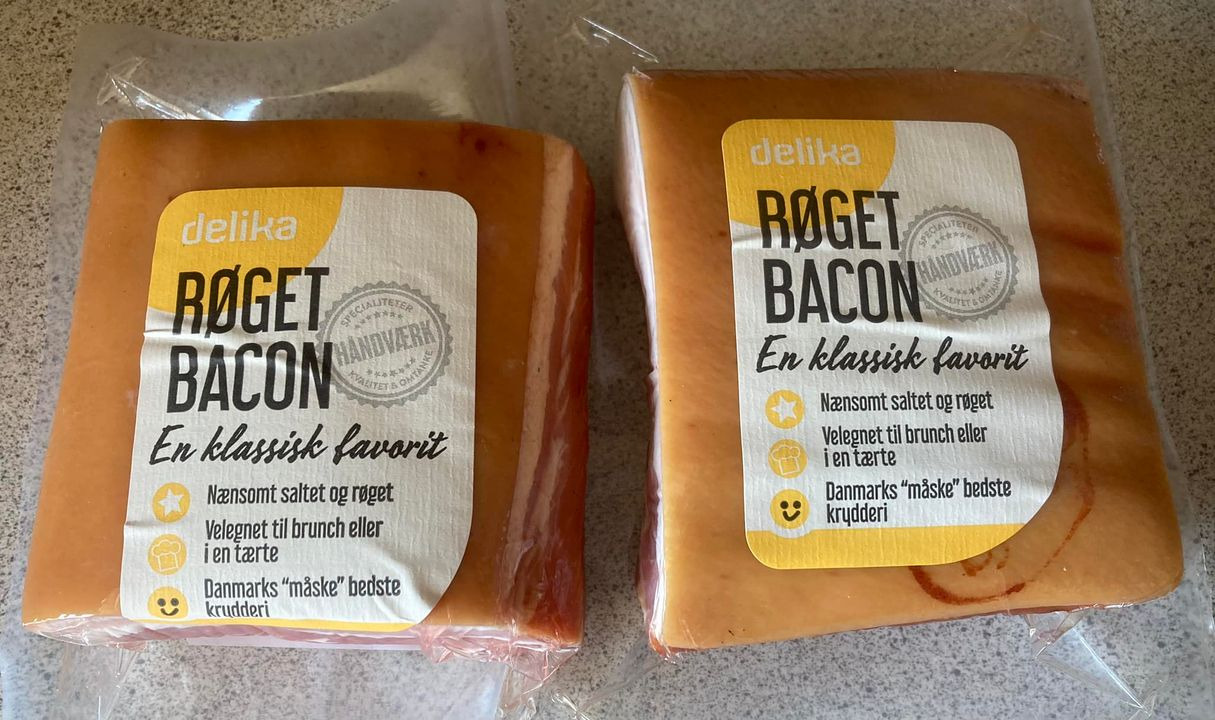 delika
RØGET
BACON
SPECIALITETER
HÅNDVÆRK
KVALITET & OMTANKE
En klassisk favorit
Nænsomt saltet og røget
Velegnet til brunch eller
i en tærte
Danmarks “måske” bedste
krydderi
delika
RØGET
BACON
SPECIALITETER
HÅNDVÆRK
KVALITET & OMTANKE
En klassisk favorit
Nænsomt saltet og røget
Velegnet til brunch eller
i en tærte
Danmarks “måske” bedste
krydderi